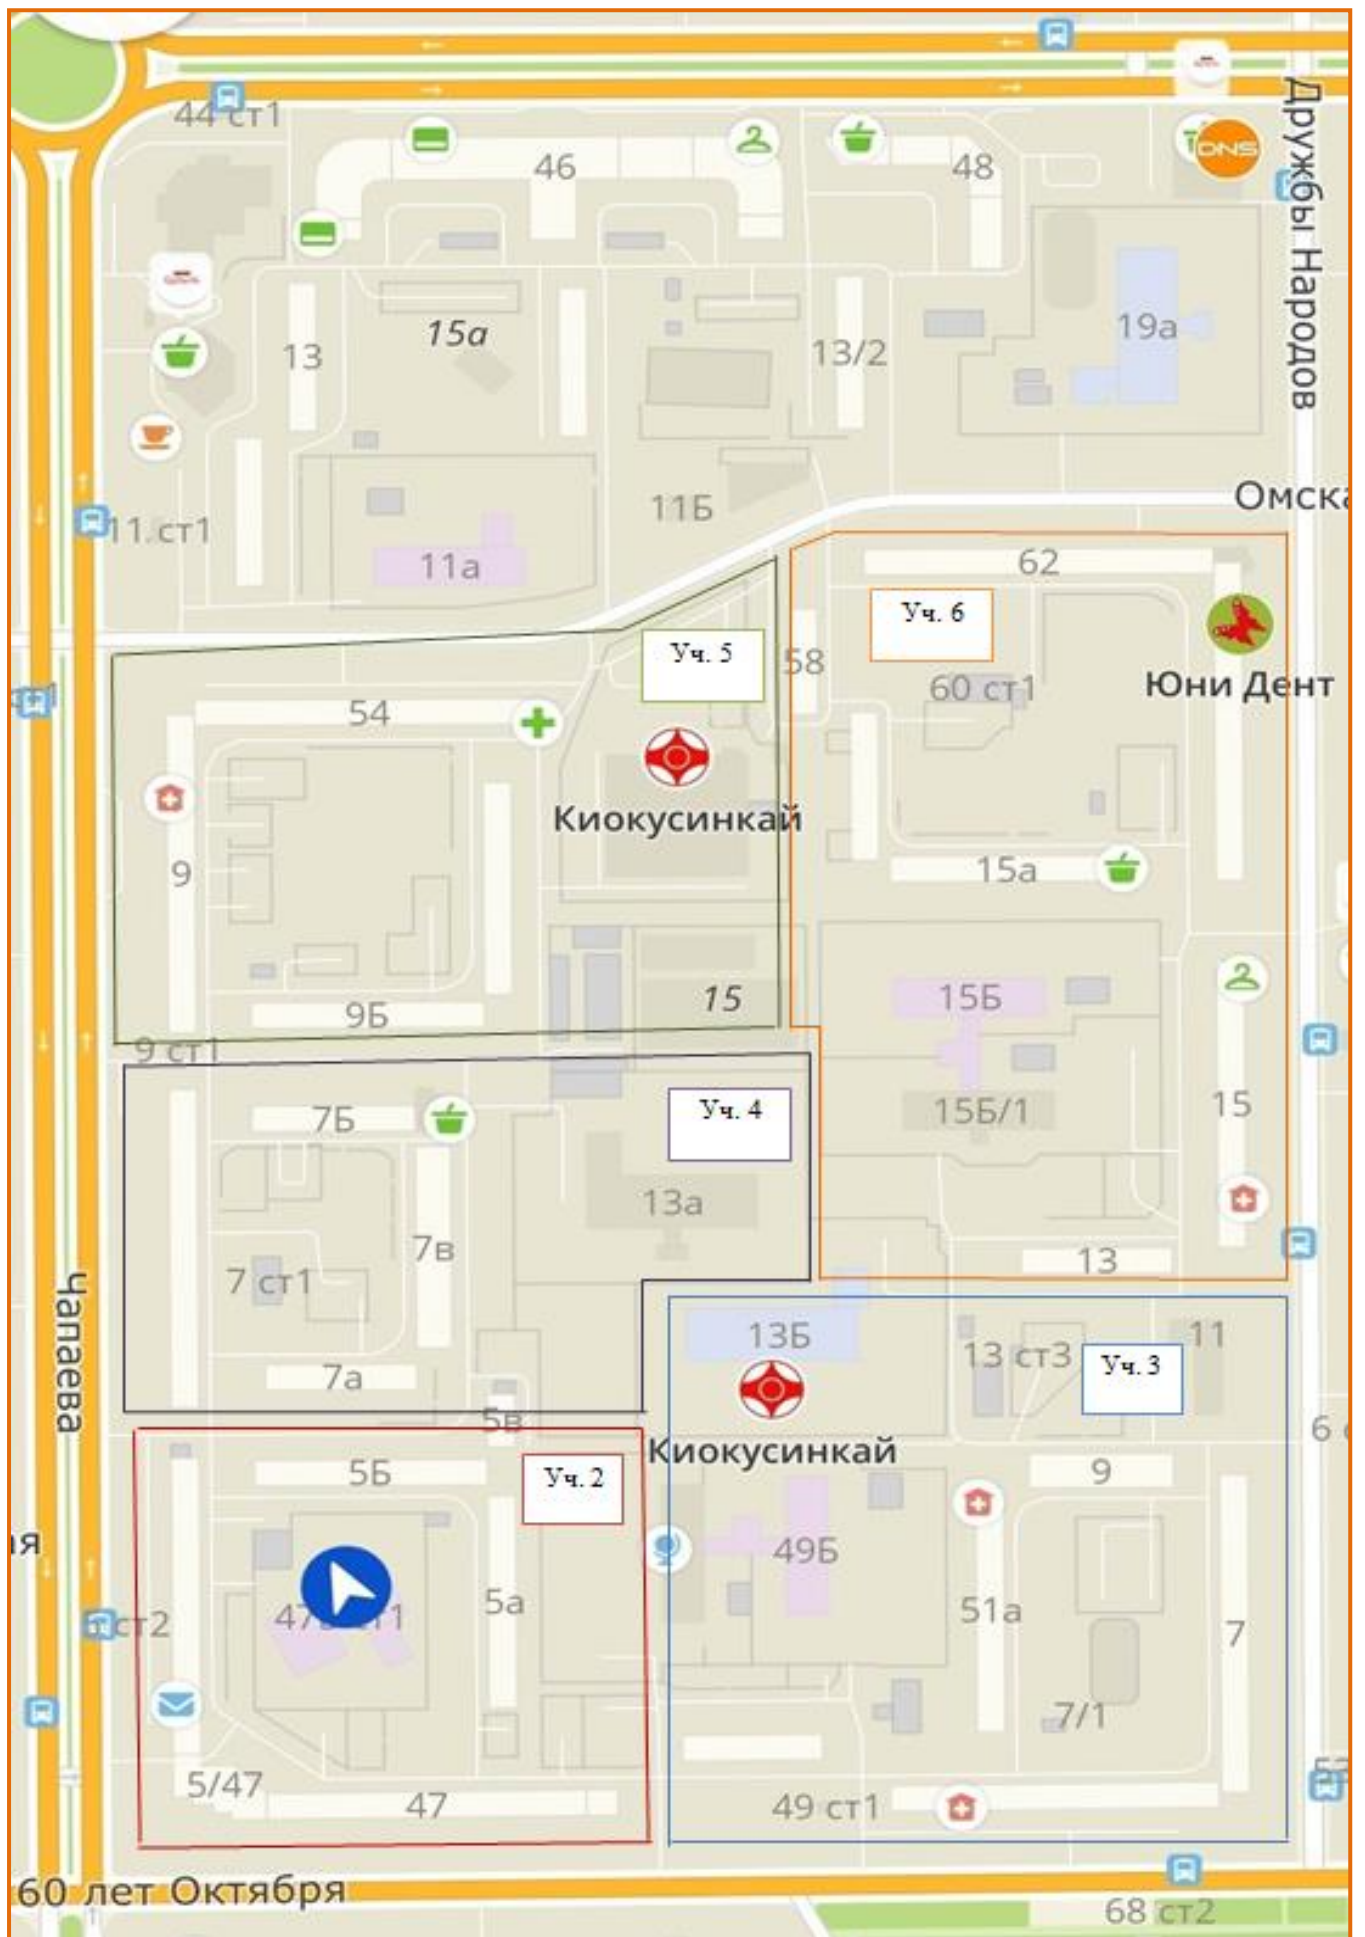 44 ст1
46
48
DNS
Дружбы Народов
13
15а
13/2
19а
11.ст1
11а
11Б
Омска
62
Уч. 6
Уч. 5
58
60 ст1
Юни Дент
54
Киокусинкай
9
15а
9Б
15
15Б
9 ст1
7Б
Уч. 4
15Б/1
15
13а
7в
7 ст1
13
Чапаева
7а
13Б
13 ст3
Уч. 3
11
5в
Киокусинкай
6
5Б
Уч. 2
9
ая
49Б
5а
51а
7
ст2
7/1
5/47
47
49 ст1
53
60 лет Октября
68 ст2